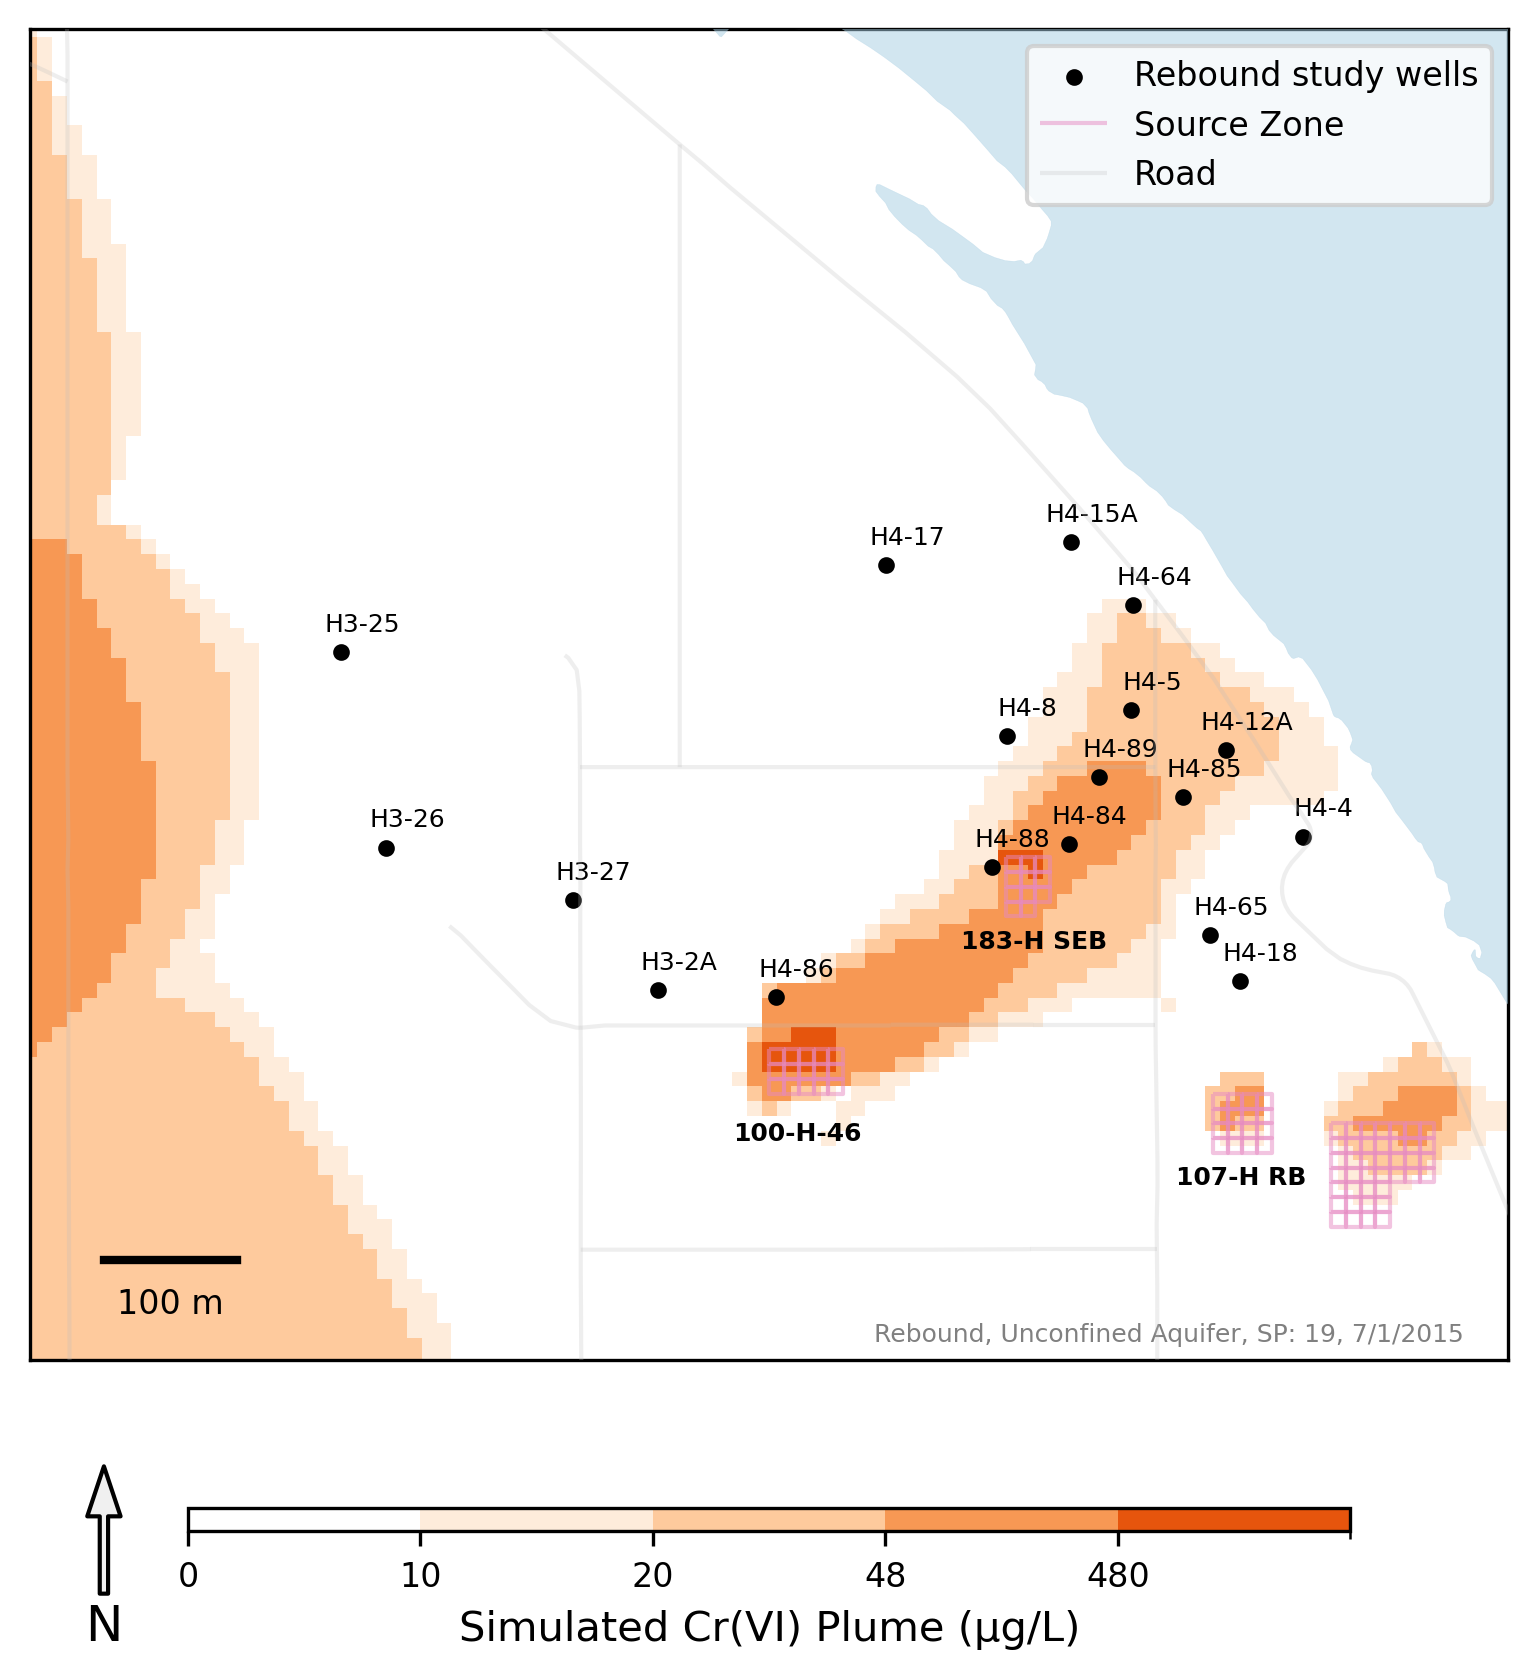 Rebound study wells
Source Zone
Road
H4-15A
H4-17
H4-64
H3-25
H4-5
H4-8
H4-12A
H4-89
H4-85
H4-4
H3-26
H4-84
H4-88
H3-27
H4-65
183-H SEB
H4-18
H3-2A
H4-86
100-H-46
107-H RB
100 m
Rebound, Unconfined Aquifer, SP: 19, 7/1/2015
0 10 20 48 480
N
Simulated Cr(VI) Plume (μg/L)